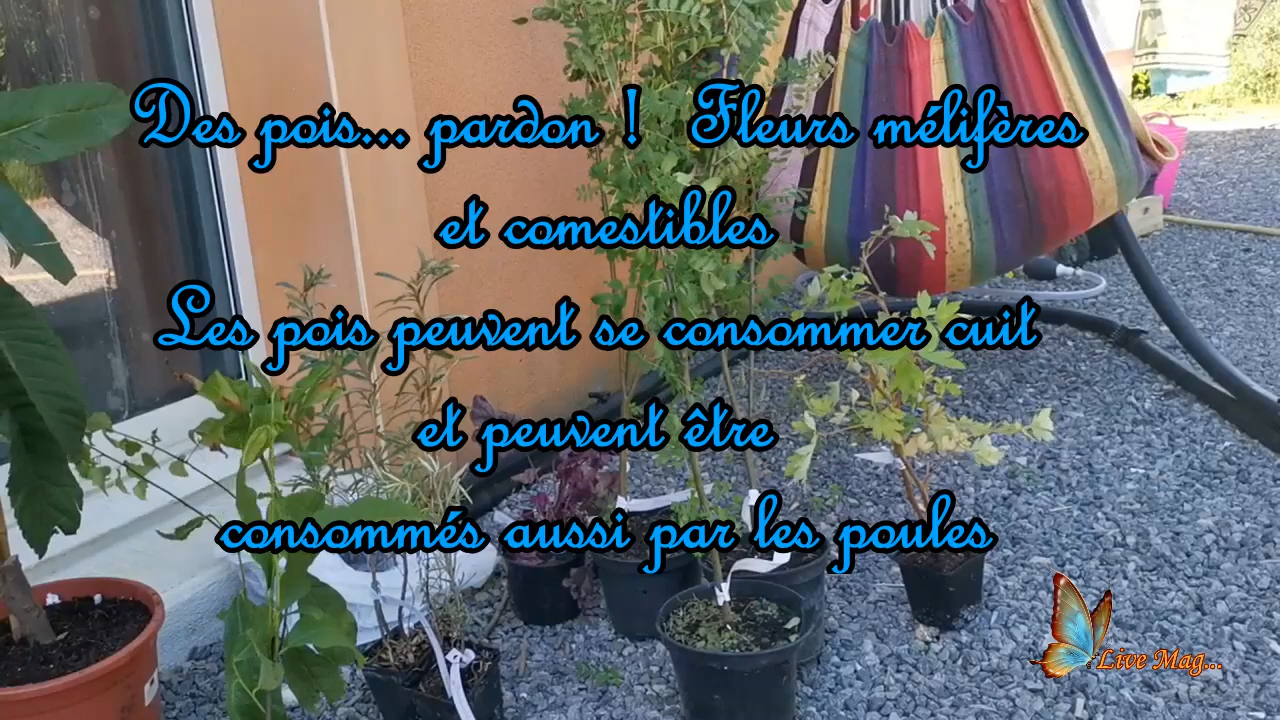 Des pois... pardon ! Fleurs mélifères
et comestibles
Les pois peuvent se consommer cuit
et peuvent être
consommés aussi par les poules
Live Mag...